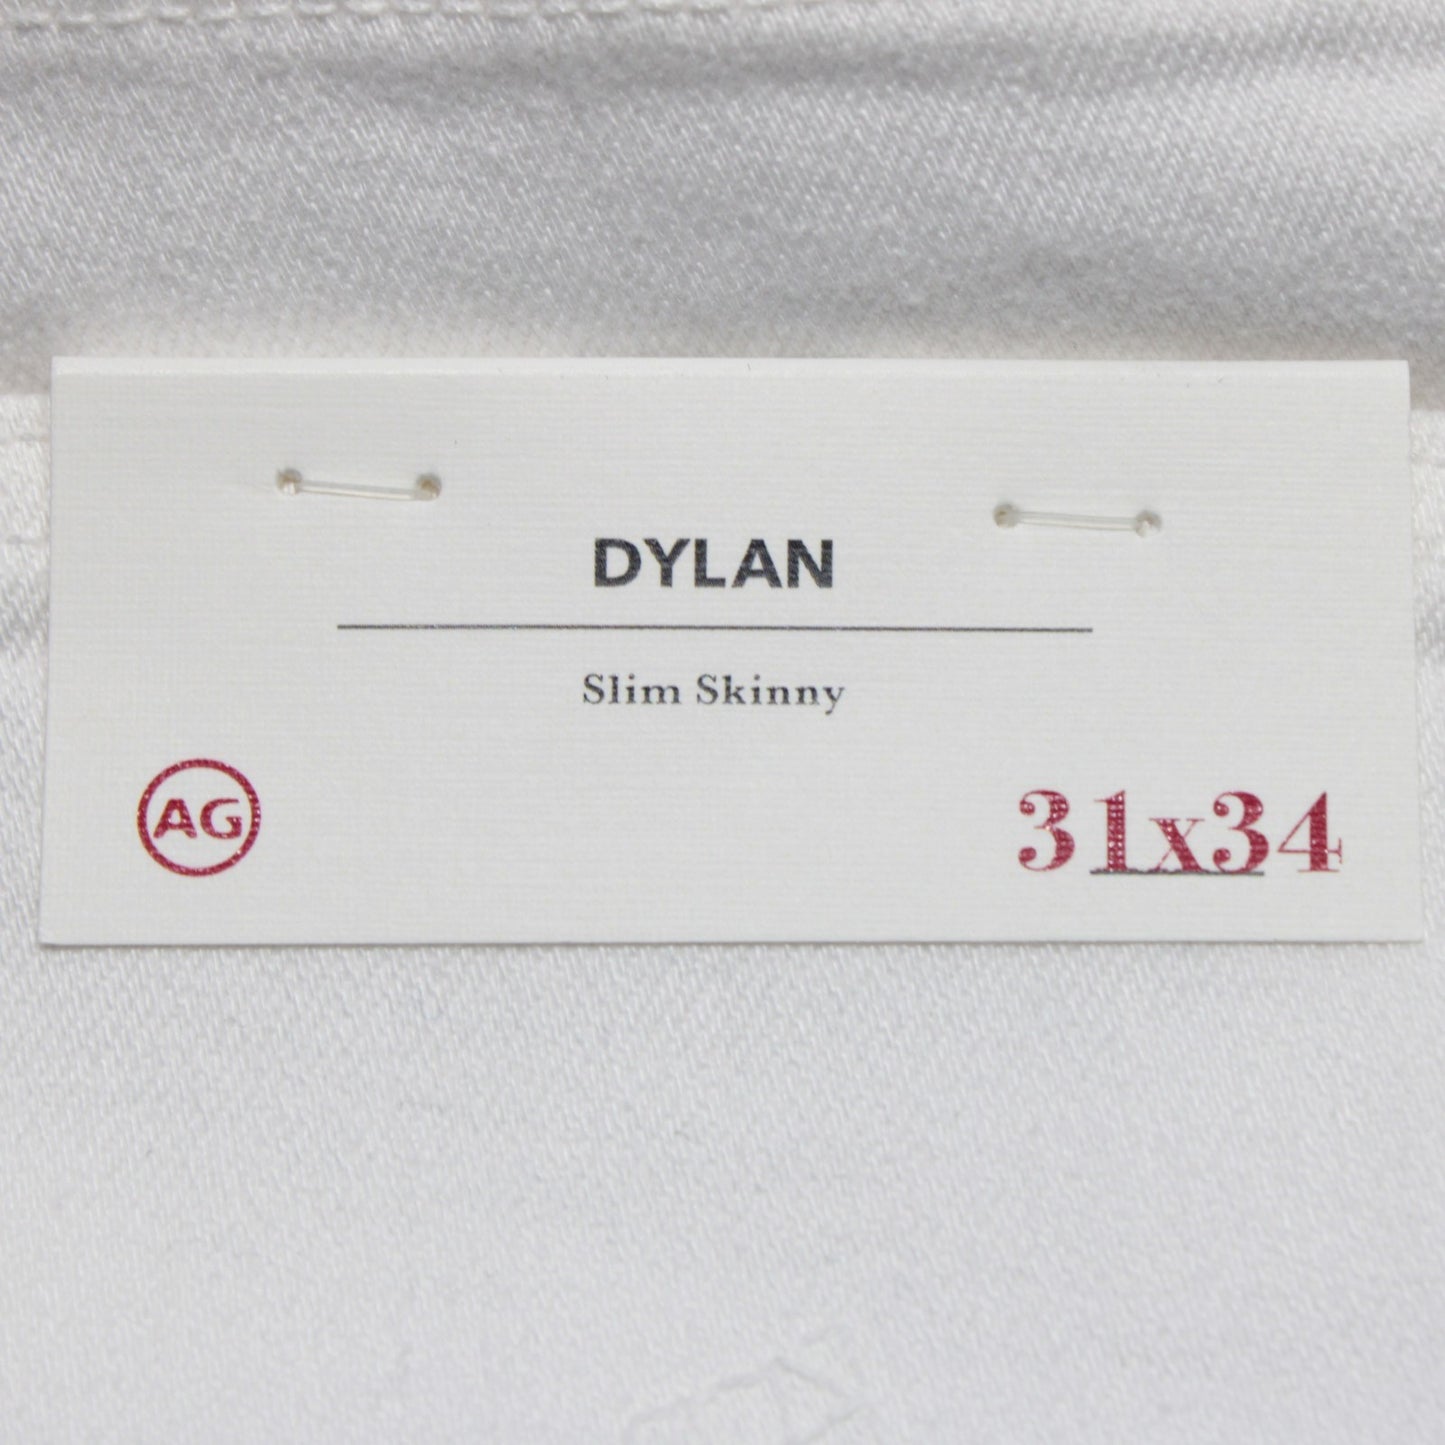 DYLAN
Slim Skinny
AG
31x34